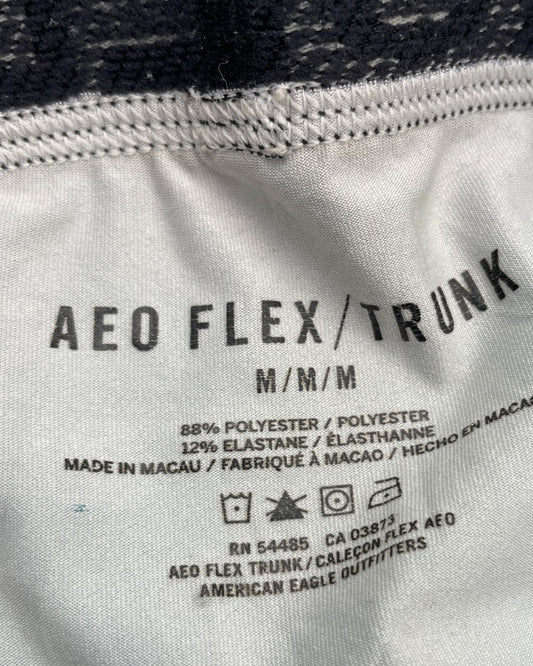 AEO FLEX/TRUNK
M/M/M
88% POLYESTER / POLYESTER
12% ELASTANE / ÉLASTHANNE
MADE IN MACAU / FABRIQUÉ À MACAO / HECHO EN MACAO
RN 54485 CA 03873
AEO FLEX TRUNK/CALEÇON FLEX AEO
AMERICAN EAGLE OUTFITTERS